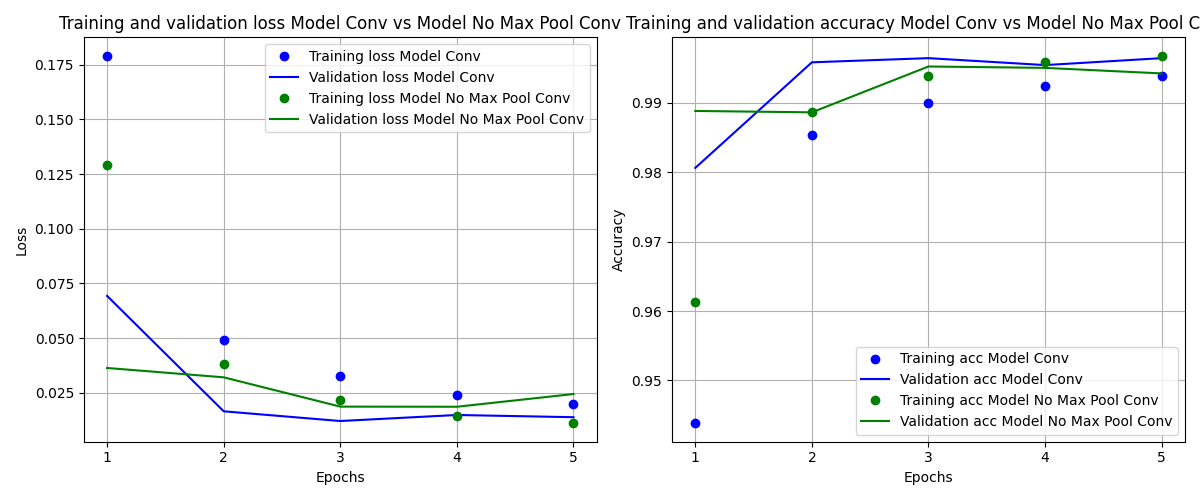 Training and validation loss Model Conv vs Model No Max Pool Conv
0.175
0.150
0.125
0.100
0.075
0.050
0.025
Loss
1 2 3 4 5
Epochs
Training loss Model Conv
Validation loss Model Conv
Training loss Model No Max Pool Conv
Validation loss Model No Max Pool Conv
Training and validation accuracy Model Conv vs Model No Max Pool C
0.99
0.98
0.97
0.96
0.95
Accuracy
1 2 3 4 5
Epochs
Training acc Model Conv
Validation acc Model Conv
Training acc Model No Max Pool Conv
Validation acc Model No Max Pool Conv